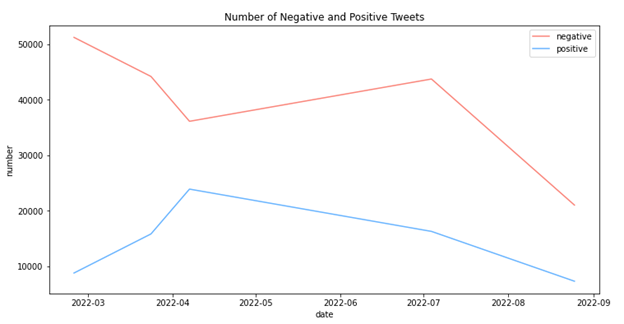 Number of Negative and Positive Tweets
negative
positive
50000
40000
30000
20000
10000
number
2022-03 2022-04 2022-05 2022-06 2022-07 2022-08 2022-09
date